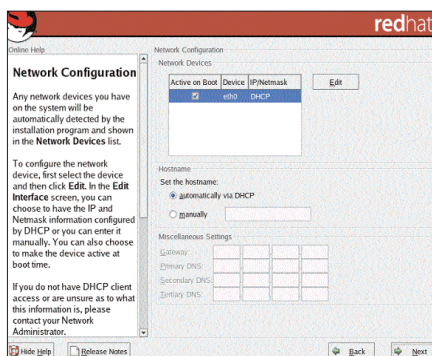 redhat
Online Help
Network Configuration
Any network devices you have
on the system will be
automatically detected by the
installation program and shown
in the Network Devices list.
To configure the network
device, first select the device
and then click Edit. In the Edit
Interface screen, you can
choose to have the IP and
Netmask information configured
by DHCP or you can enter it
manually. You can also choose
to make the device active at
boot time.
If you do not have DHCP client
access or are unsure as to what
this information is, please
contact your Network
Administrator.
Hide Help
Release Notes
Network Configuration
Network Devices
Active on Boot Device IP/Netmask
eth0 DHCP
Edit
Hostname
Set the hostname:
automatically via DHCP
manually
Miscellaneous Settings
Gateway:
Primary DNS:
Secondary DNS:
Tertiary DNS:
Back
Next